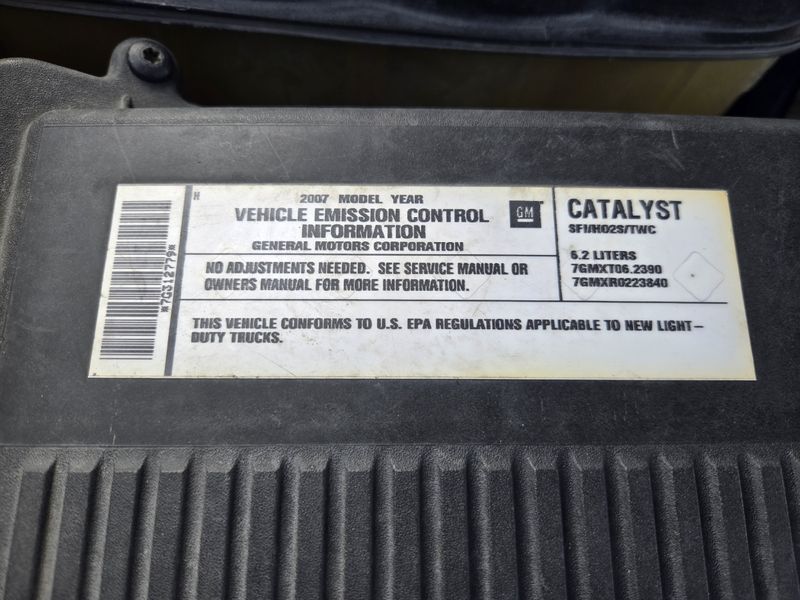 *7G312779*
2007 MODEL YEAR
VEHICLE EMISSION CONTROL
INFORMATION
GENERAL MOTORS CORPORATION
GM
NO ADJUSTMENTS NEEDED. SEE SERVICE MANUAL OR
OWNERS MANUAL FOR MORE INFORMATION.
CATALYST
SFI/HO2S/TWC
6.2 LITERS
7GMXT06.2390
7GMXR0223840
THIS VEHICLE CONFORMS TO U.S. EPA REGULATIONS APPLICABLE TO NEW LIGHT-
DUTY TRUCKS.